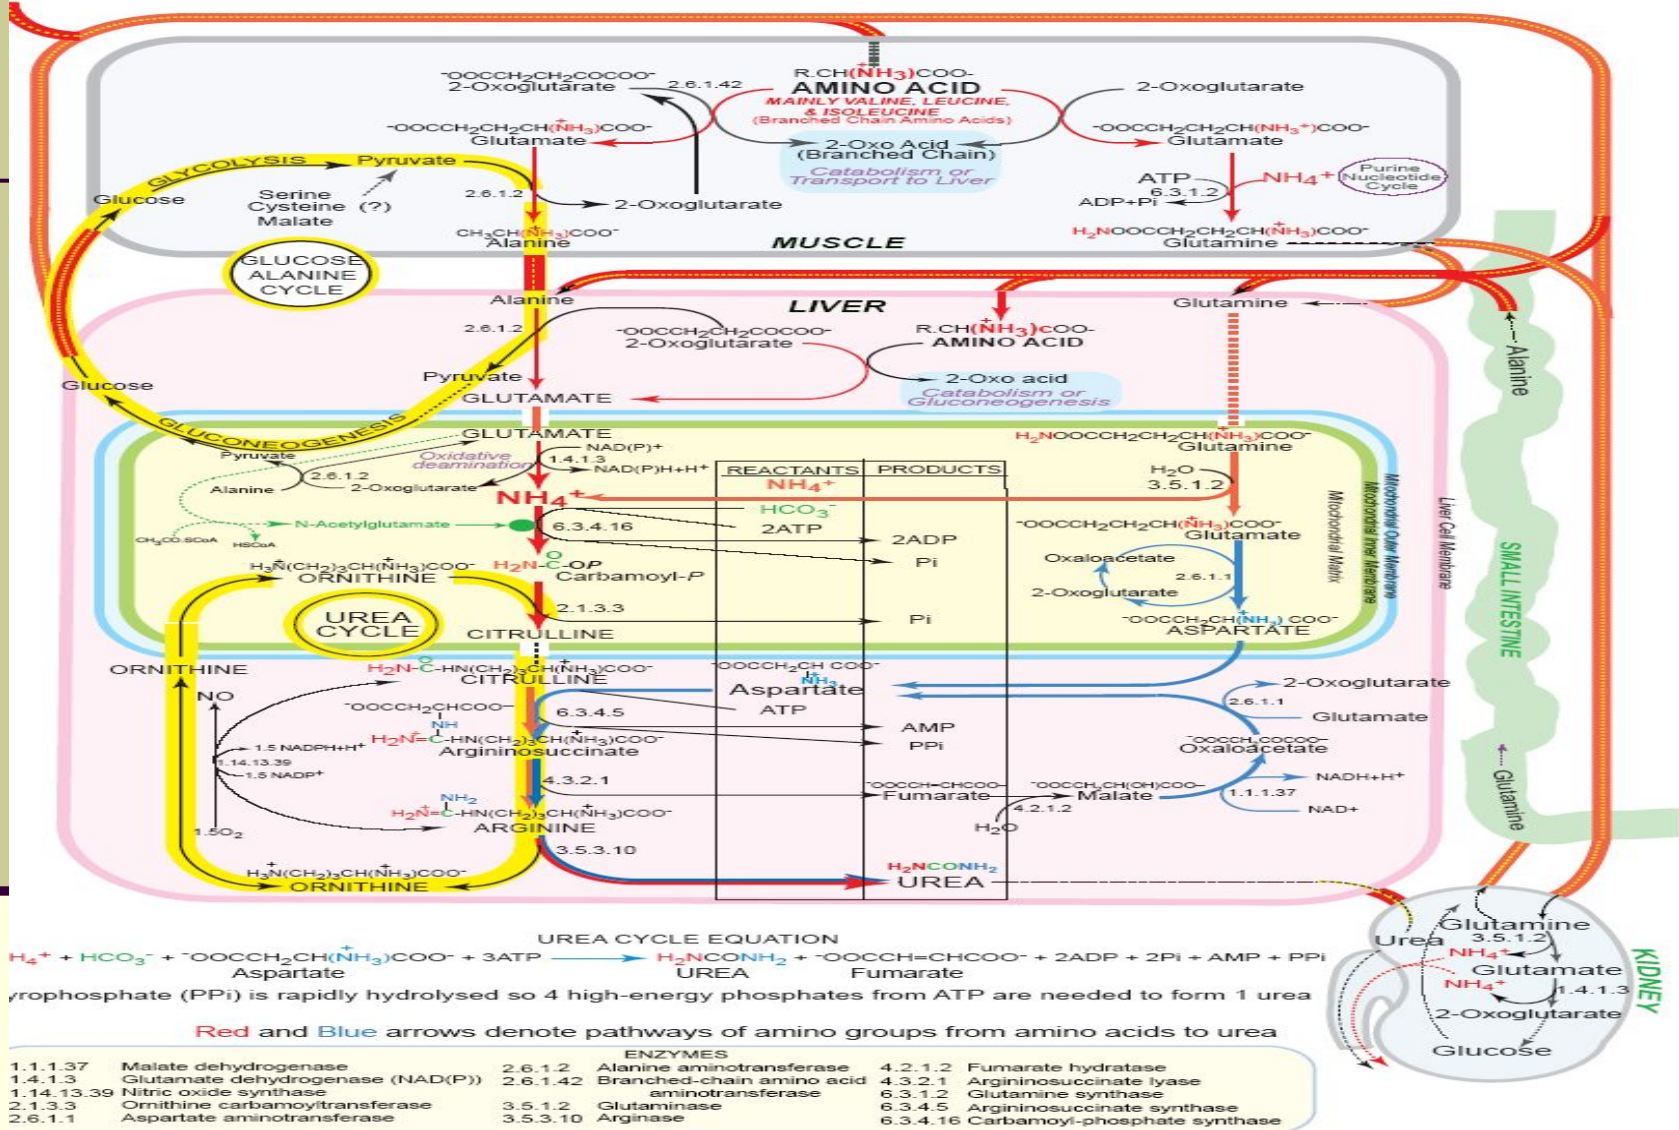 -OOCCH2CH2COCOO-
2-Oxoglutarate
2.6.1.42
R.CH(NH3)COO-
+
AMINO ACID
MAINLY VALINE, LEUCINE,
& ISOLEUCINE
(Branched Chain Amino Acids)
2-Oxoglutarate
-OOCCH2CH2CH(NH3)COO-
+
Glutamate
2-Oxo Acid
(Branched Chain)
Catabolism or
Transport to Liver
-OOCCH2CH2CH(NH3+)COO-
Glutamate
GLYCOLYSIS
Pyruvate
Glucose
Serine
Cysteine (?)
Malate
2.6.1.2
2-Oxoglutarate
ATP
6.3.1.2
ADP+Pi
NH4+
Purine
Nucleotide
Cycle
CH3CH(NH3)COO-
+
Alanine
MUSCLE
H2NOOCCH2CH2CH(NH3)COO-
+
Glutamine
GLUCOSE
ALANINE
CYCLE
Alanine
LIVER
Glutamine
2.6.1.2
-OOCCH2CH2COCOO-
2-Oxoglutarate
R.CH(NH3)cOO-
+
AMINO ACID
Alanine
Glucose
Pyruvate
GLUTAMATE
2-Oxo acid
Catabolism or
Gluconeogenesis
GLUCONEOGENESIS
GLUTAMATE
Pyruvate
2.6.1.2
Alanine
2-Oxoglutarate
Oxidative
deamination
NAD(P)+
1.4.1.3
NAD(P)H+H+
REACTANTS
PRODUCTS
H2NOOCCH2CH2CH(NH3)COO-
+
Glutamine
H2O
3.5.1.2
NH4+
NH4+
N-Acetylglutamate
CH3CO.SCoA
HSCoA
6.3.4.16
HCO3-
2ATP
2ADP
Pi
-OOCCH2CH2CH(NH3)COO-
+
Glutamate
Oxaloacetate
2.6.1.1
2-Oxoglutarate
Mitochondrial Matrix
Mitochondrial Inner Membrane
Mitochondrial Outer Membrane
Liver Cell Membrane
SMALL INTESTINE
H3N(CH2)3CH(NH3)COO-
+ +
ORNITHINE
H2N-C-OP
O
Carbamoyl-P
2.1.3.3
Pi
UREA
CYCLE
CITRULLINE
-OOCCH2CH(NH3) COO-
+
ASPARTATE
ORNITHINE
H2N-C-HN(CH2)3CH(NH3)COO-
O +
CITRULLINE
-OOCCH2CH COO-
NH3
+
Aspartate
2-Oxoglutarate
2.6.1.1
Glutamate
NO
-OOCCH2CHCOO-
NH
H2N=C-HN(CH2)3CH(NH3)COO-
+ +
Argininosuccinate
6.3.4.5
ATP
AMP
PPi
-OOCCH2COCOO-
Oxaloacetate
1.5 NADPH+H+
1.14.13.39
1.5 NADP+
1.5O2
4.3.2.1
-OOCCH=CHCOO-
Fumarate
-OOCCH2CH(OH)COO-
Malate
4.2.1.2
H2O
NADH+H+
1.1.1.37
NAD+
Glutamine
NH2
H2N=C-HN(CH2)3CH(NH3)COO-
+ +
ARGININE
3.5.3.10
H3N(CH2)3CH(NH3)COO-
+ +
ORNITHINE
H2NCONH2
UREA
Glutamine
3.5.1.2
Urea
NH4+
Glutamate
NH4+
1.4.1.3
2-Oxoglutarate
Glucose
KIDNEY
UREA CYCLE EQUATION
H4+ + HCO3- + -OOCCH2CH(NH3)COO- + 3ATP → H2NCONH2 + -OOCCH=CHCOO- + 2ADP + 2Pi + AMP + PPi
+
Aspartate UREA Fumarate
yrophosphate (PPi) is rapidly hydrolysed so 4 high-energy phosphates from ATP are needed to form 1 urea
Red and Blue arrows denote pathways of amino groups from amino acids to urea
ENZYMES
1.1.1.37 Malate dehydrogenase
1.4.1.3 Glutamate dehydrogenase (NAD(P))
1.14.13.39 Nitric oxide synthase
2.1.3.3 Ornithine carbamoyltransferase
2.6.1.1 Aspartate aminotransferase
2.6.1.2 Alanine aminotransferase
2.6.1.42 Branched-chain amino acid
aminotransferase
3.5.1.2 Glutaminase
3.5.3.10 Arginase
4.2.1.2 Fumarate hydratase
4.3.2.1 Argininosuccinate lyase
6.3.1.2 Glutamine synthase
6.3.4.5 Argininosuccinate synthase
6.3.4.16 Carbamoyl-phosphate synthase